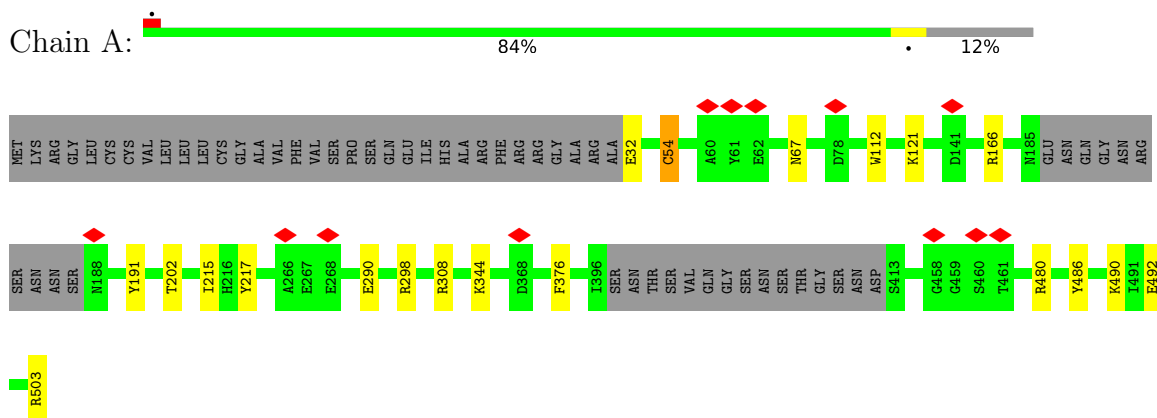 Chain A:
84%
•
12%
MET LYS ARG GLY LEU CYS CYS VAL LEU LEU LEU CYS GLY ALA VAL PHE VAL SER PRO SER GLN GLU ILE HIS ALA ARG PHE ARG ARG GLY ALA ARG ALA E32 C54 A60 Y61 E62 N67 D78 W112 K121 D141 R166 N185 GLU ASN GLN GLY ASN ARG
SER ASN ASN SER N188 Y191 T202 I215 H216 Y217 A266 E267 E268 E290 R298 R308 K344 D368 F376 I396 SER ASN THR SER VAL GLN GLY SER ASN SER THR GLY SER ASN ASP S413 G458 G459 S460 T461 R480 Y486 K490 I491 E492
R503